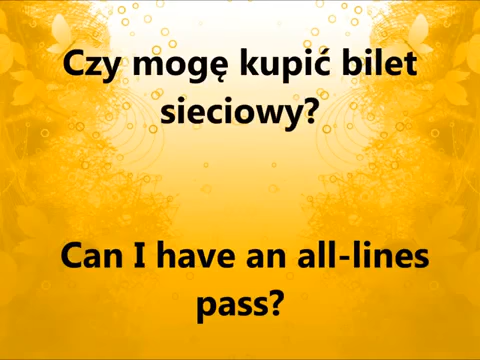 Czy mogę kupić bilet
sieciowy?
Can I have an all-lines
pass?